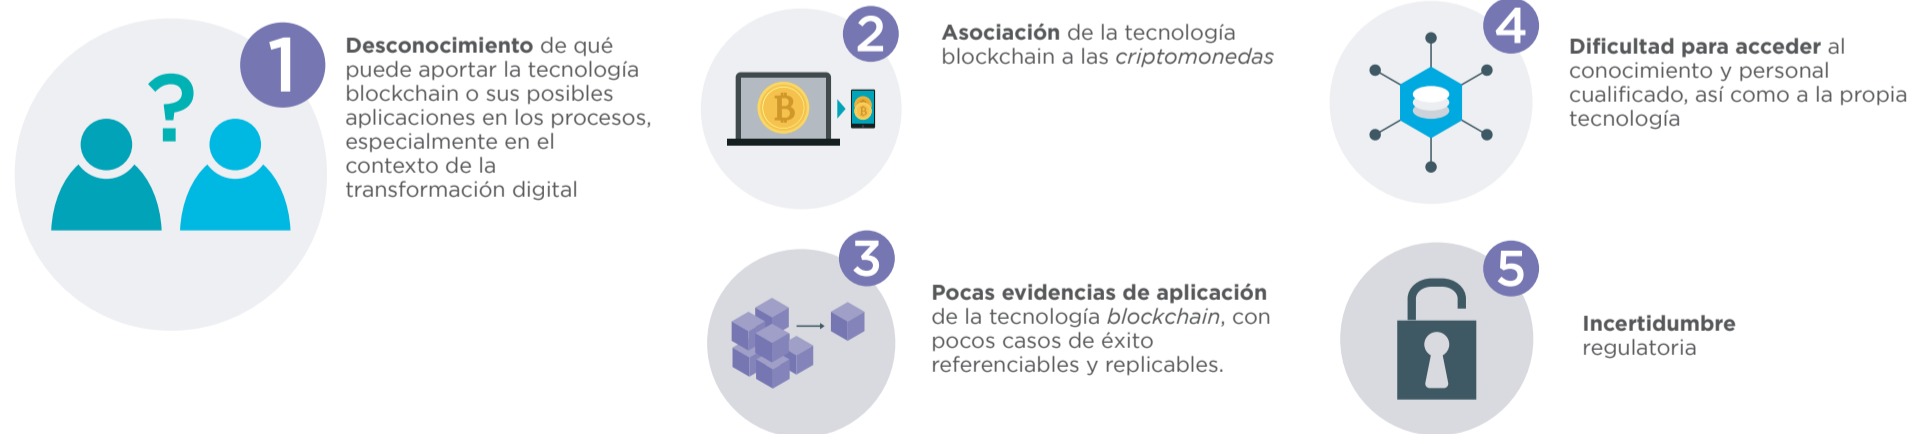 1
Desconocimiento de qué
puede aportar la tecnología
blockchain o sus posibles
aplicaciones en los procesos,
especialmente en el
contexto de la
transformación digital
2
Asociación de la tecnología
blockchain a las criptomonedas
3
Pocas evidencias de aplicación
de la tecnología blockchain, con
pocos casos de éxito
referenciables y replicables.
4
Dificultad para acceder al
conocimiento y personal
cualificado, así como a la propia
tecnología
5
Incertidumbre
regulatoria